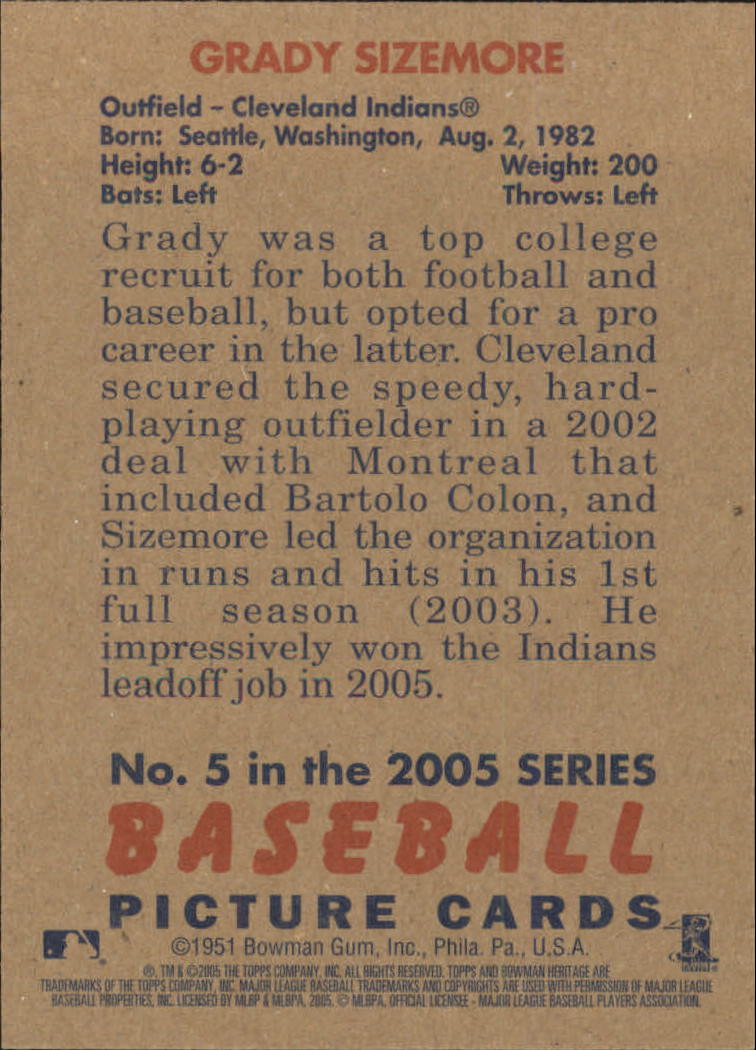 GRADY SIZEMORE
Outfield – Cleveland Indians®
Born: Seattle, Washington, Aug. 2, 1982
Height: 6-2 Weight: 200
Bats: Left Throws: Left
Grady was a top college
recruit for both football and
baseball, but opted for a pro
career in the latter. Cleveland
secured the speedy, hard-
playing outfielder in a 2002
deal with Montreal that
included Bartolo Colon, and
Sizemore led the organization
in runs and hits in his 1st
full season (2003). He
impressively won the Indians
leadoff job in 2005.
No. 5 in the 2005 SERIES
BASEBALL
PICTURE CARDS
©1951 Bowman Gum, Inc., Phila. Pa., U.S.A.
®, TM & ©2005 THE TOPPS COMPANY, INC. ALL RIGHTS RESERVED. TOPPS AND BOWMAN HERITAGE ARE
TRADEMARKS OF THE TOPPS COMPANY, INC. MAJOR LEAGUE BASEBALL TRADEMARKS AND COPYRIGHTS ARE USED WITH PERMISSION OF MAJOR LEAGUE
BASEBALL PROPERTIES, INC. LICENSED BY MLBP & MLBPA, 2005. © MLBPA, OFFICIAL LICENSEE - MAJOR LEAGUE BASEBALL PLAYERS ASSOCIATION.